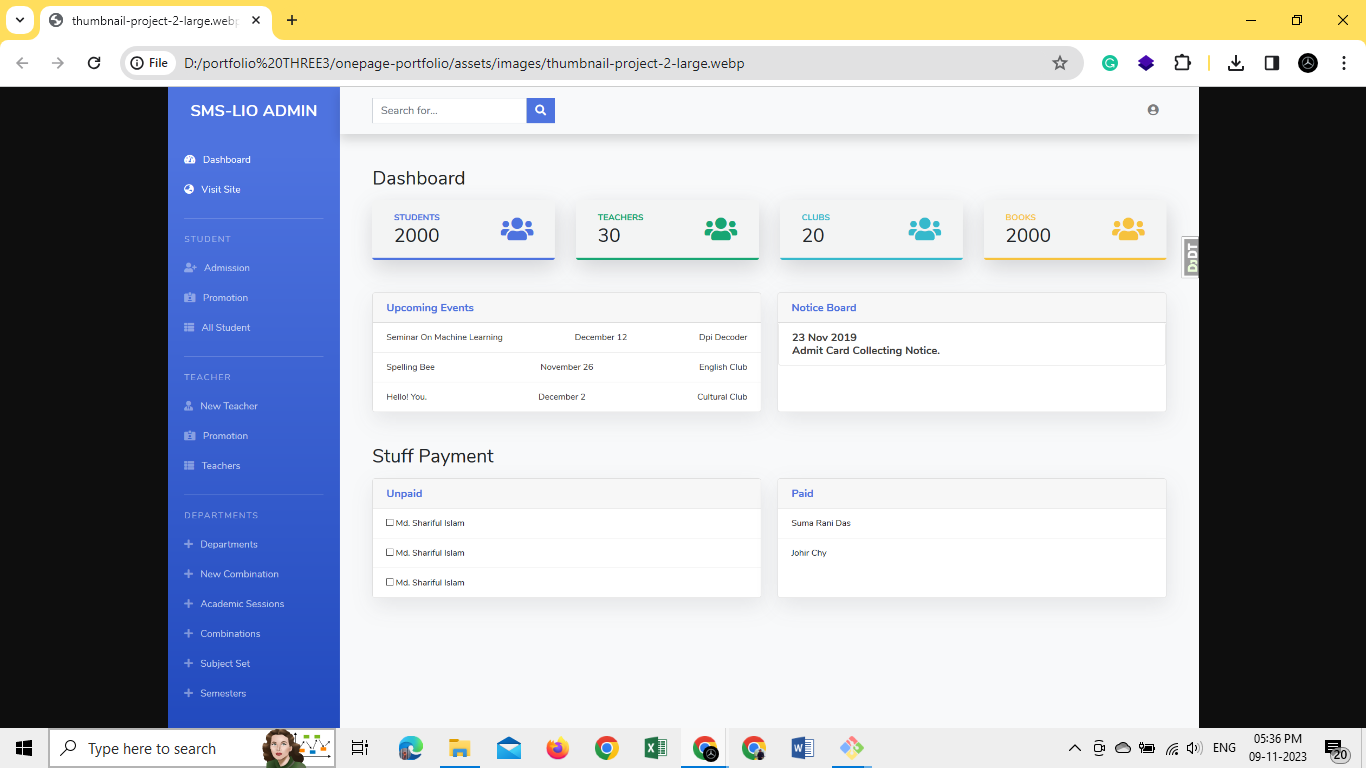 thumbnail-project-2-large.webp
File D:/portfolio%20THREE3/onepage-portfolio/assets/images/thumbnail-project-2-large.webp
SMS-LIO ADMIN
Search for...
Dashboard
Visit Site
STUDENT
Admission
Promotion
All Student
TEACHER
New Teacher
Promotion
Teachers
DEPARTMENTS
Departments
New Combination
Academic Sessions
Combinations
Subject Set
Semesters
Dashboard
STUDENTS
2000
TEACHERS
30
CLUBS
20
BOOKS
2000
DJDT
Upcoming Events
Seminar On Machine Learning December 12 Dpi Decoder
Spelling Bee November 26 English Club
Hello! You. December 2 Cultural Club
Notice Board
23 Nov 2019
Admit Card Collecting Notice.
Stuff Payment
Unpaid
Md. Shariful Islam
Md. Shariful Islam
Md. Shariful Islam
Paid
Suma Rani Das
Johir Chy
Type here to search
ENG
05:36 PM
09-11-2023
20